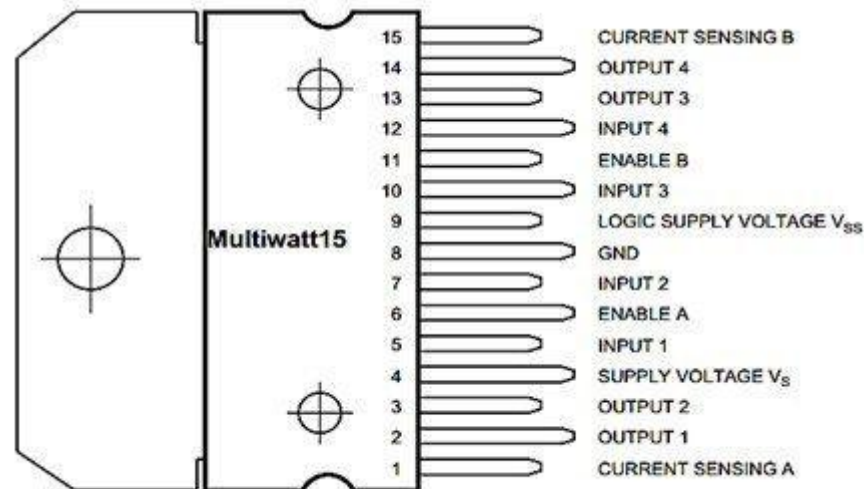 15 CURRENT SENSING B
14 OUTPUT 4
13 OUTPUT 3
12 INPUT 4
11 ENABLE B
10 INPUT 3
9 LOGIC SUPPLY VOLTAGE VSS
Multiwatt15
8 GND
7 INPUT 2
6 ENABLE A
5 INPUT 1
4 SUPPLY VOLTAGE VS
3 OUTPUT 2
2 OUTPUT 1
1 CURRENT SENSING A